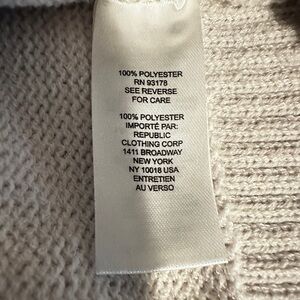 100% POLYESTER
RN 93178
SEE REVERSE
FOR CARE
100% POLYESTER
IMPORTÉ PAR:
REPUBLIC
CLOTHING CORP
1411 BROADWAY
NEW YORK
NY 10018 USA
ENTRETIEN
AU VERSO